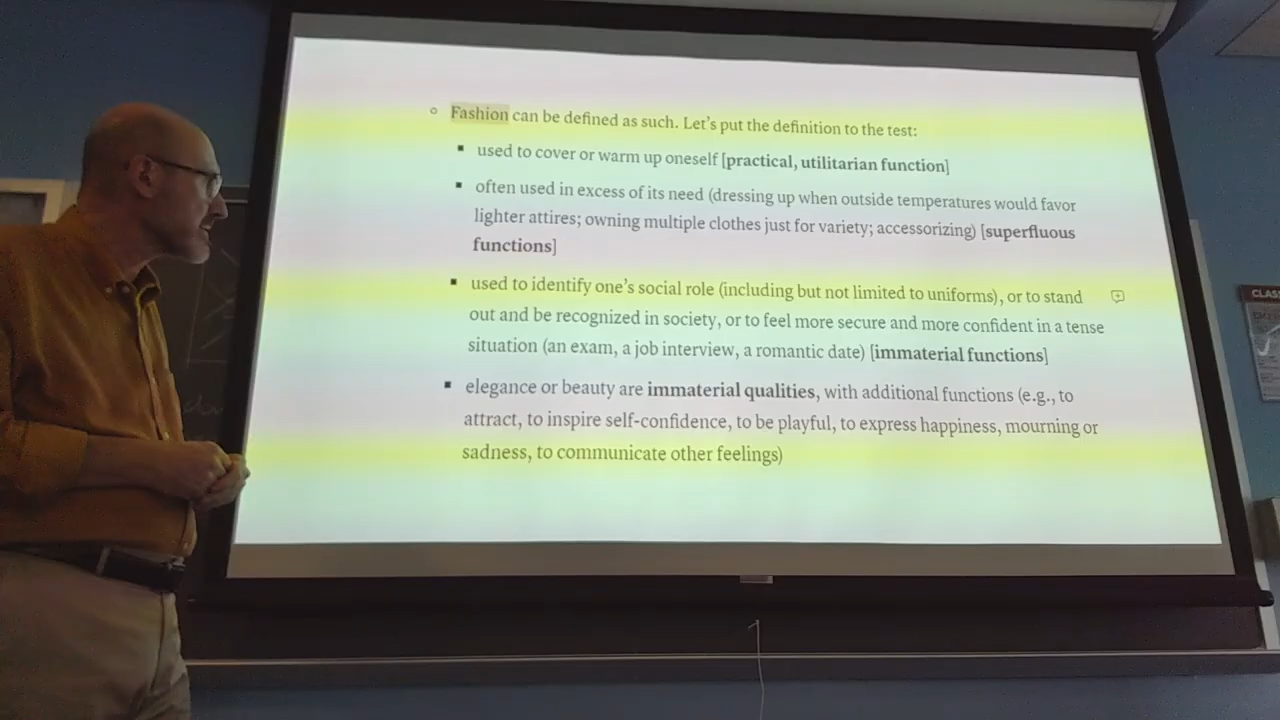 Fashion can be defined as such. Let's put the definition to the test:
used to cover or warm up oneself [practical, utilitarian function]
often used in excess of its need (dressing up when outside temperatures would favor
lighter attires; owning multiple clothes just for variety; accessorizing) [superfluous
functions]
used to identify one's social role (including but not limited to uniforms), or to stand
out and be recognized in society, or to feel more secure and more confident in a tense
situation (an exam, a job interview, a romantic date) [immaterial functions]
elegance or beauty are immaterial qualities, with additional functions (e.g., to
attract, to inspire self-confidence, to be playful, to express happiness, mourning or
sadness, to communicate other feelings)